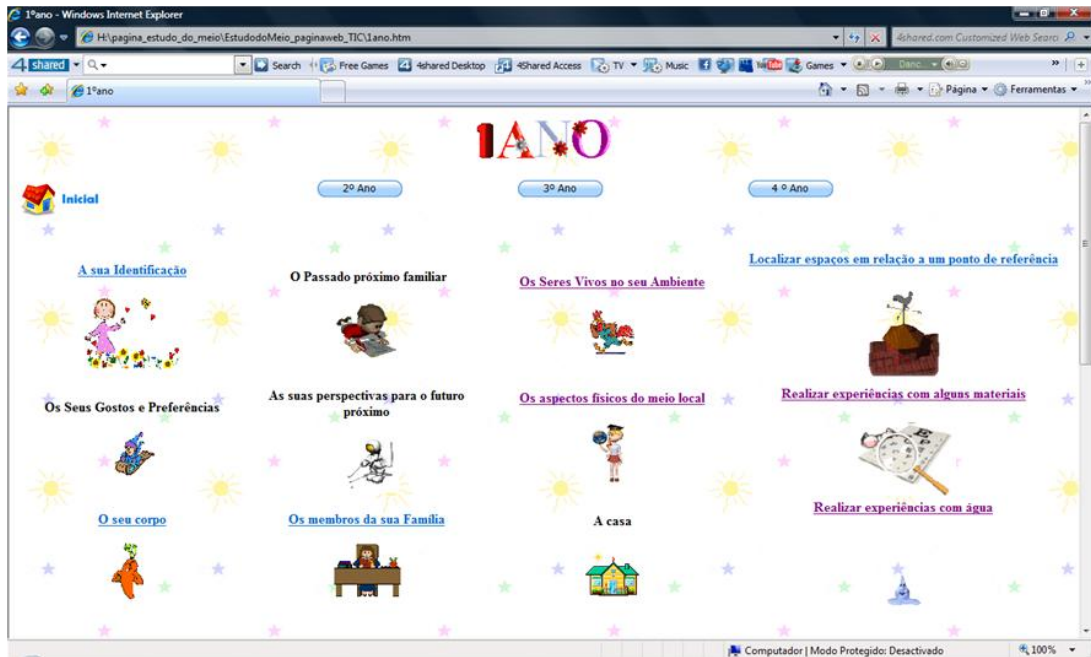 1ºano - Windows Internet Explorer
H:\pagina_estudo_do_meio\EstudodoMeio_paginaweb_TIC\1ano.htm
4shared.com Customized Web Searc
4 shared
Search
Free Games
4shared Desktop
4Shared Access
TV
Music
Games
Danc...
1ºano
Página
Ferramentas
1ANO
Inicial
2º Ano
3º Ano
4 º Ano
A sua Identificação
O Passado próximo familiar
Os Seres Vivos no seu Ambiente
Localizar espaços em relação a um ponto de referência
Os Seus Gostos e Preferências
As suas perspectivas para o futuro
próximo
Os aspectos físicos do meio local
Realizar experiências com alguns materiais
O seu corpo
Os membros da sua Família
A casa
Realizar experiências com água
Computador | Modo Protegido: Desactivado
100%